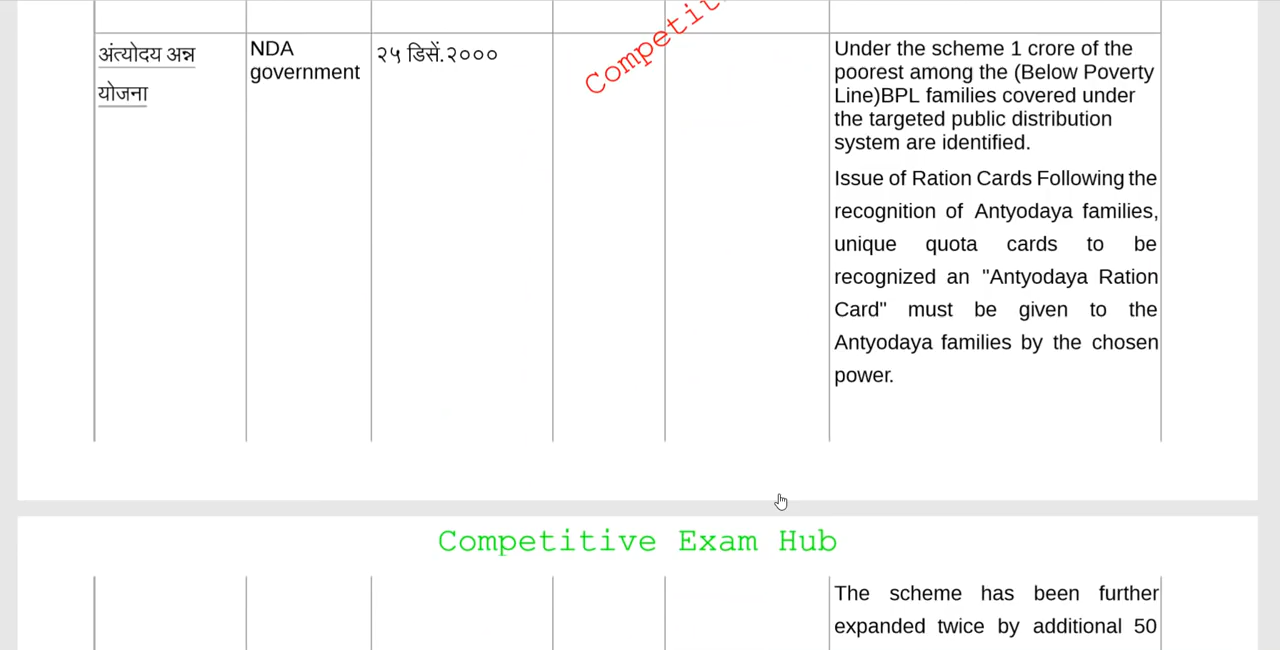 Competiti
अंत्योदय अन्न
योजना
NDA
government
२५ डिसें.२०००
Under the scheme 1 crore of the
poorest among the (Below Poverty
Line)BPL families covered under
the targeted public distribution
system are identified.
Issue of Ration Cards Following the
recognition of Antyodaya families,
unique quota cards to be
recognized an "Antyodaya Ration
Card" must be given to the
Antyodaya families by the chosen
power.
Competitive Exam Hub
The scheme has been further
expanded twice by additional 50